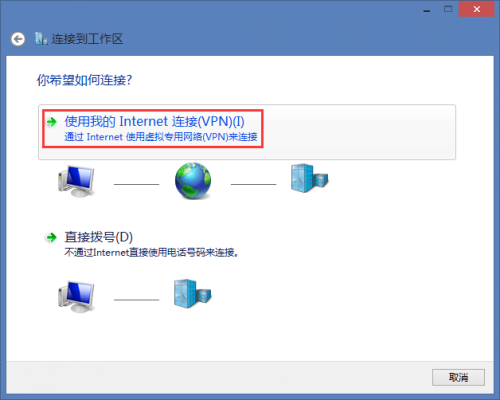 连接到工作区
你希望如何连接?
使用我的 Internet 连接(VPN)(I)
通过 Internet 使用虚拟专用网络(VPN)来连接
直接拨号(D)
不通过Internet直接使用电话号码来连接。
取消